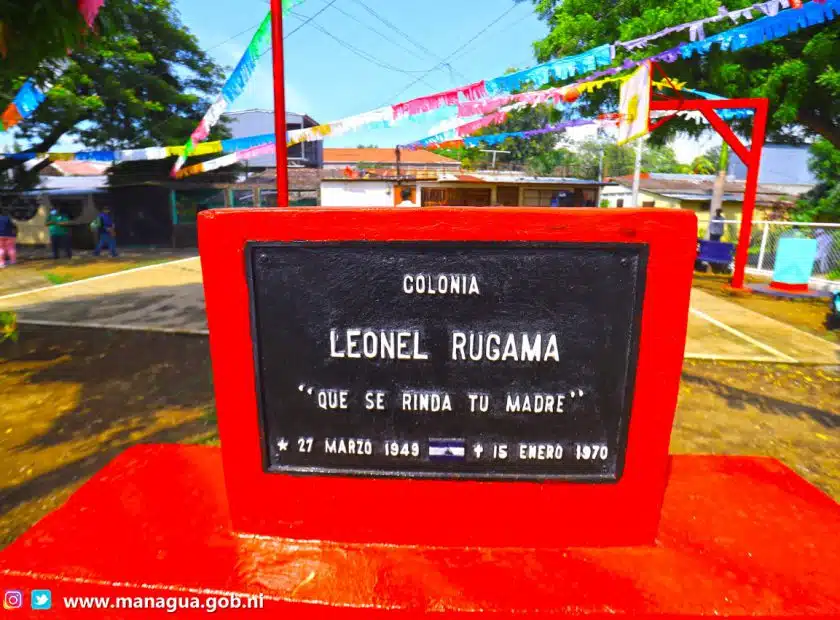 COLONIA
LEONEL RUGAMA
"QUE SE RINDA TU MADRE"
★ 27 MARZO 1949 ✝ 15 ENERO 1970
www.managua.gob.ni